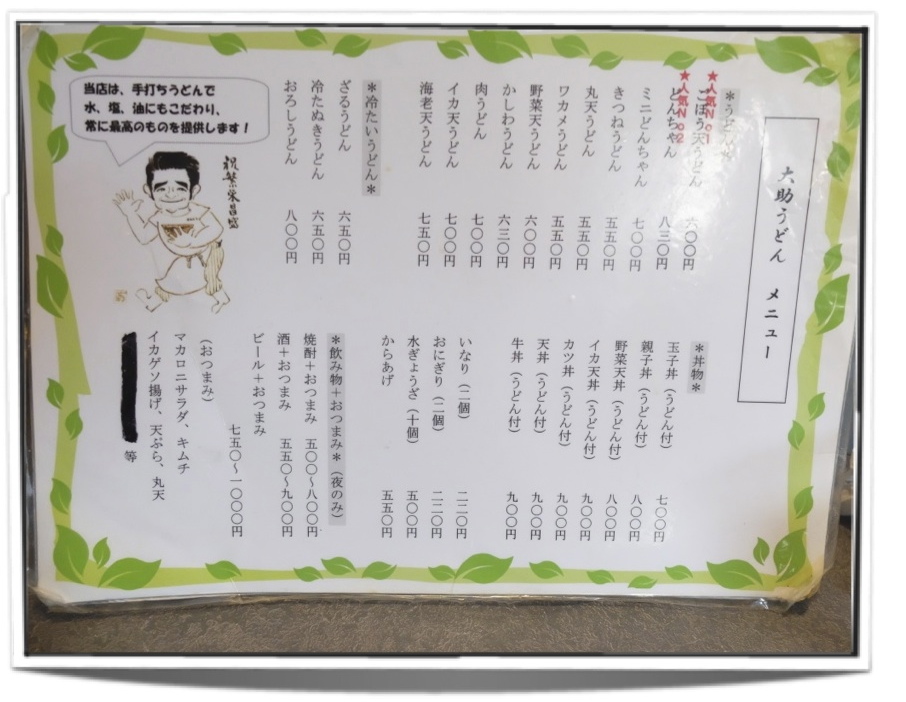 大助うどん メニュー
＊うどん＊
★人気No1
ごぼう天うどん 六〇〇円
★人気No2
どんちゃん 八三〇円
ミニどんちゃん 七〇〇円
きつねうどん 五五〇円
丸天うどん 五五〇円
ワカメうどん 五五〇円
野菜天うどん 六〇〇円
かしわうどん 六三〇円
肉うどん 七〇〇円
イカ天うどん 七〇〇円
海老天うどん 七五〇円
＊冷たいうどん＊
ざるうどん 六五〇円
冷たぬきうどん 六五〇円
おろしうどん 八〇〇円
祝繁栄昌盛
当店は、手打ちうどんで
水、塩、油にもこだわり、
常に最高のものを提供します！
＊丼物＊
玉子丼（うどん付） 七〇〇円
親子丼（うどん付） 八〇〇円
野菜天丼（うどん付） 八〇〇円
イカ天丼（うどん付） 九〇〇円
カツ丼（うどん付） 九〇〇円
天丼（うどん付） 九〇〇円
牛丼（うどん付） 九〇〇円
いなり（二個） 二二〇円
おにぎり（二個） 二二〇円
水ぎょうざ（十個） 五〇〇円
からあげ 五五〇円
＊飲み物＋おつまみ＊（夜のみ）
焼酎＋おつまみ 五〇〇～八〇〇円
酒＋おつまみ 五五〇～九〇〇円
ビール＋おつまみ
七五〇～一〇〇〇円
（おつまみ）
マカロニサラダ、キムチ
イカゲソ揚げ、天ぷら、丸天
等